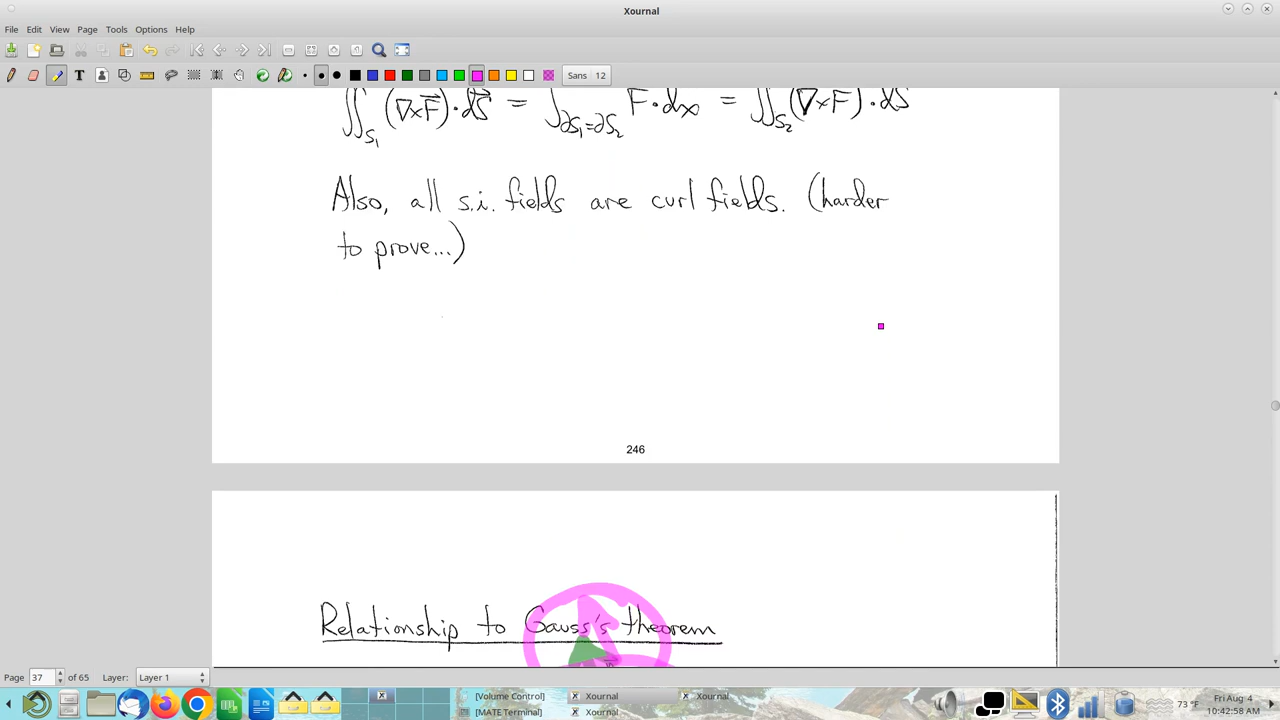 Xournal
File Edit View Page Tools Options Help
Sans 12
∬_{S₁} (∇×F⃗)·dS⃗ = ∫_{∂S₁=∂S₂} F·dx = ∬_{S₂} (∇×F)·dS
Also, all s.i. fields are curl fields. (harder
to prove...)
246
Relationship to Gauss's theorem
n⃗
Page 37 of 65 Layer: Layer 1
[Volume Control] Xournal Xournal Fri Aug 4
[MATE Terminal] Xournal 73 °F 10:42:58 AM